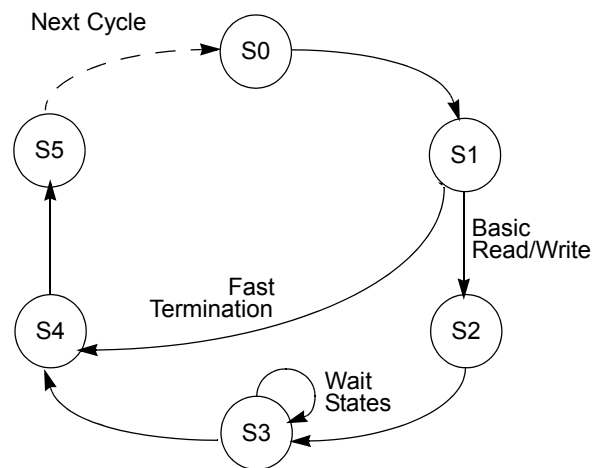 Next Cycle
S0
S5
S1
Basic
Read/Write
Fast
Termination
S4
S2
Wait
States
S3